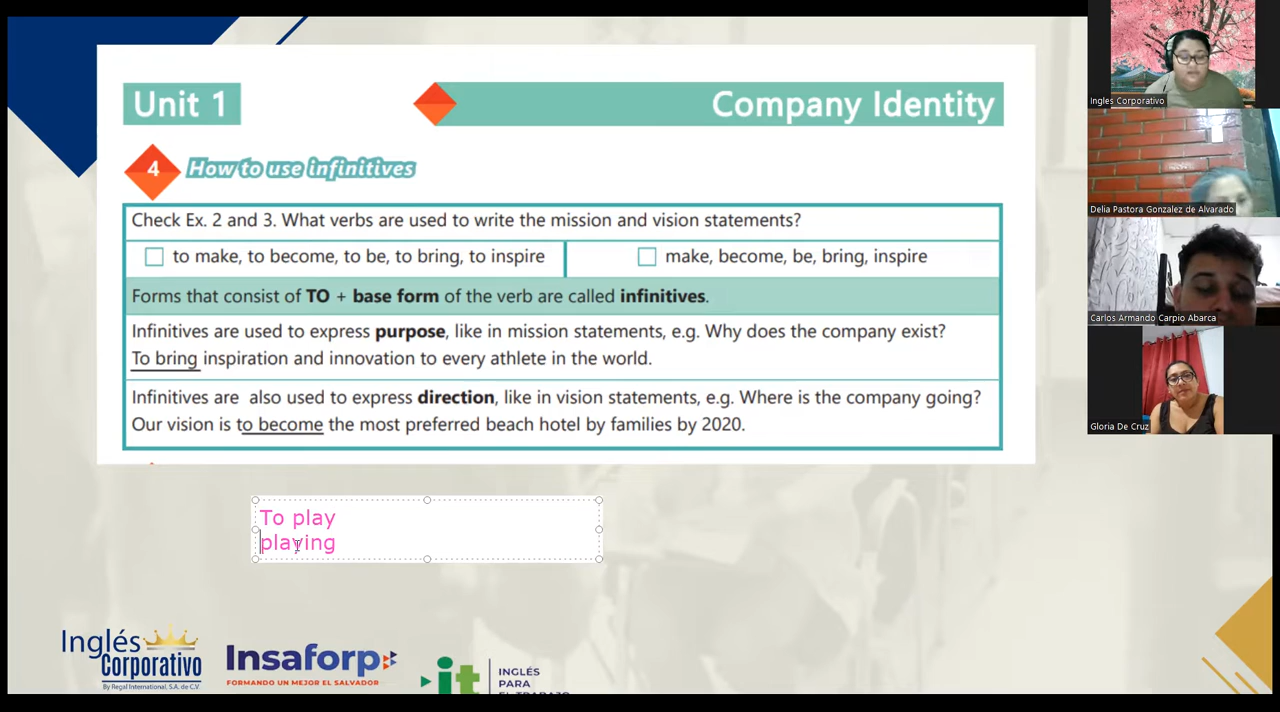 Unit 1
Company Identity
4
How to use infinitives
Check Ex. 2 and 3. What verbs are used to write the mission and vision statements?
to make, to become, to be, to bring, to inspire
make, become, be, bring, inspire
Forms that consist of TO + base form of the verb are called infinitives.
Infinitives are used to express purpose, like in mission statements, e.g. Why does the company exist?
To bring inspiration and innovation to every athlete in the world.
Infinitives are also used to express direction, like in vision statements, e.g. Where is the company going?
Our vision is to become the most preferred beach hotel by families by 2020.
To play
playing
Inglés
Corporativo
By Regal International, S.A. de C.V.
Insaforp
FORMANDO UN MEJOR EL SALVADOR
it
INGLÉS
PARA
Ingles Corporativo
Delia Pastora Gonzalez de Alvarado
Carlos Armando Carpio Abarca
Gloria De Cruz